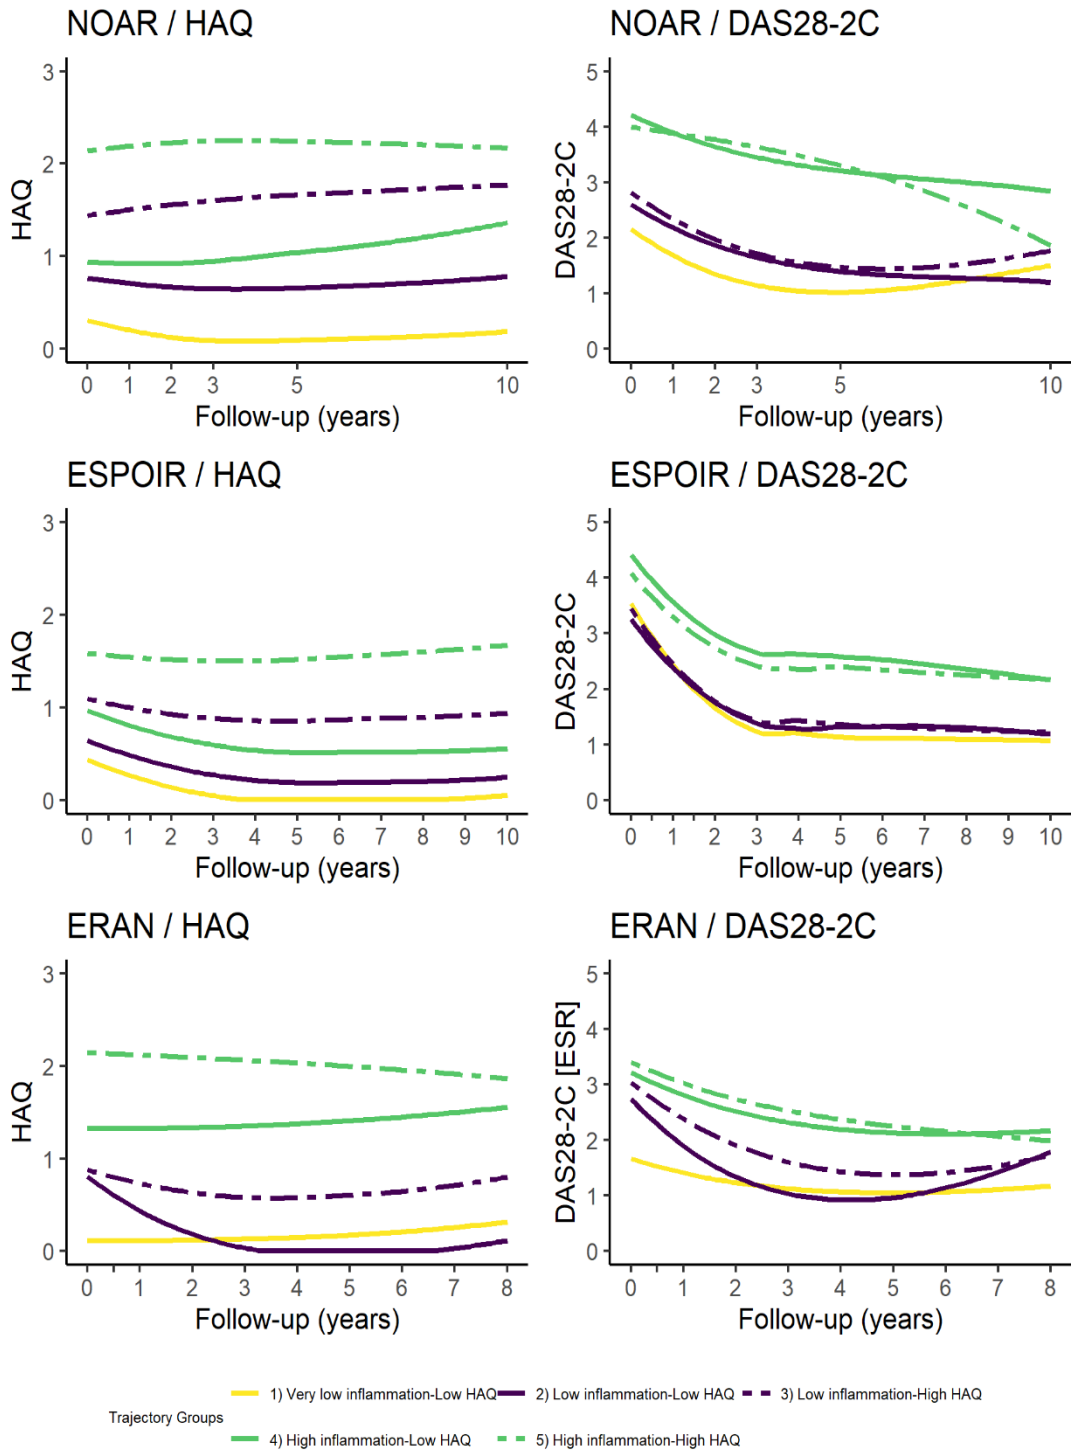 NOAR / HAQ
NOAR / DAS28-2C
3
2
1
0
HAQ
0 1 2 3 5 10
Follow-up (years)
5
4
3
2
1
0
DAS28-2C
0 1 2 3 5 10
Follow-up (years)
ESPOIR / HAQ
ESPOIR / DAS28-2C
3
2
1
0
HAQ
0 1 2 3 4 5 6 7 8 9 10
Follow-up (years)
5
4
3
2
1
0
DAS28-2C
0 1 2 3 4 5 6 7 8 9 10
Follow-up (years)
ERAN / HAQ
ERAN / DAS28-2C
3
2
1
0
HAQ
0 1 2 3 4 5 6 7 8
Follow-up (years)
5
4
3
2
1
0
DAS28-2C [ESR]
0 1 2 3 4 5 6 7 8
Follow-up (years)
Trajectory Groups
1) Very low inflammation-Low HAQ 2) Low inflammation-Low HAQ 3) Low inflammation-High HAQ
4) High inflammation-Low HAQ 5) High inflammation-High HAQ